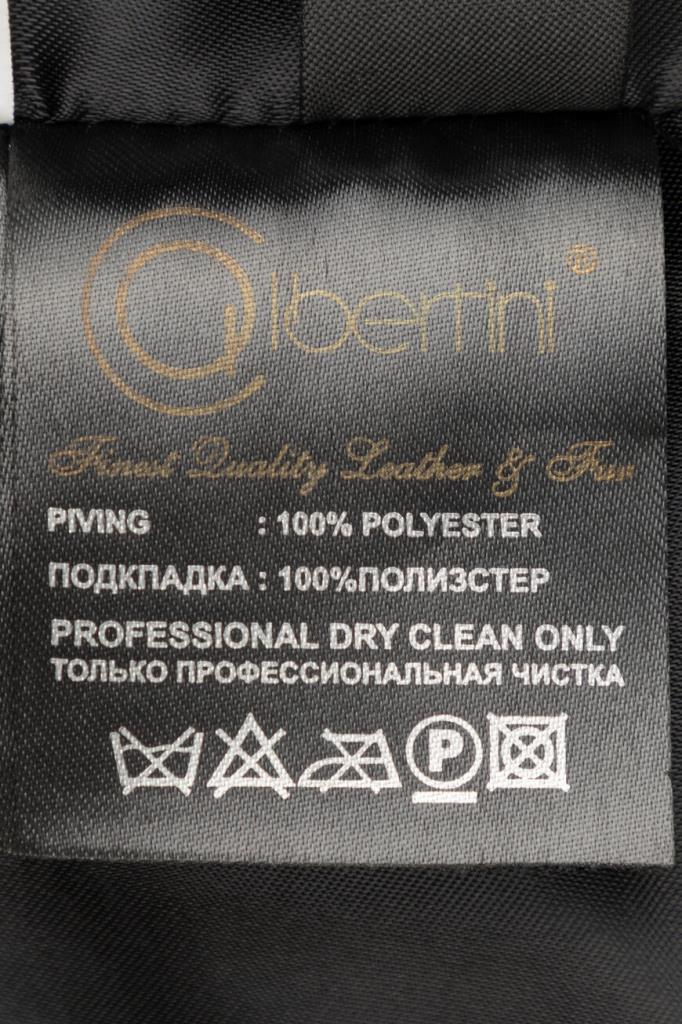 albertini®
Finest Quality Leather & Fur
PIVING : 100% POLYESTER
ПОДКПАДКА : 100%ПОЛИЗСТЕР
PROFESSIONAL DRY CLEAN ONLY
ТОЛЬКО ПРОФЕССИОНАЛЬНАЯ ЧИСТКА
P